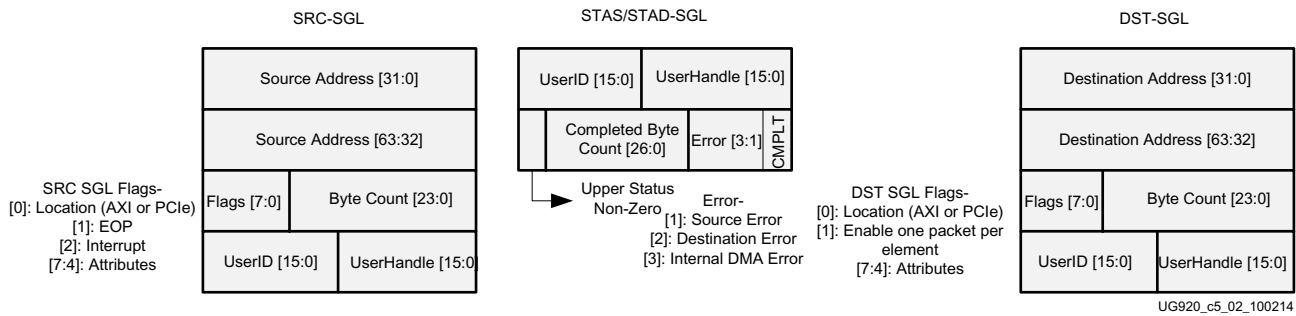 SRC-SGL
Source Address [31:0]
Source Address [63:32]
Flags [7:0]
Byte Count [23:0]
UserID [15:0]
UserHandle [15:0]
SRC SGL Flags-
[0]: Location (AXI or PCIe)
[1]: EOP
[2]: Interrupt
[7:4]: Attributes
STAS/STAD-SGL
UserID [15:0]
UserHandle [15:0]
Completed Byte
Count [26:0]
Error [3:1]
CMPLT
Upper Status
Non-Zero
Error-
[1]: Source Error
[2]: Destination Error
[3]: Internal DMA Error
DST-SGL
Destination Address [31:0]
Destination Address [63:32]
Flags [7:0]
Byte Count [23:0]
UserID [15:0]
UserHandle [15:0]
DST SGL Flags-
[0]: Location (AXI or PCIe)
[1]: Enable one packet per
element
[7:4]: Attributes
UG920_c5_02_100214